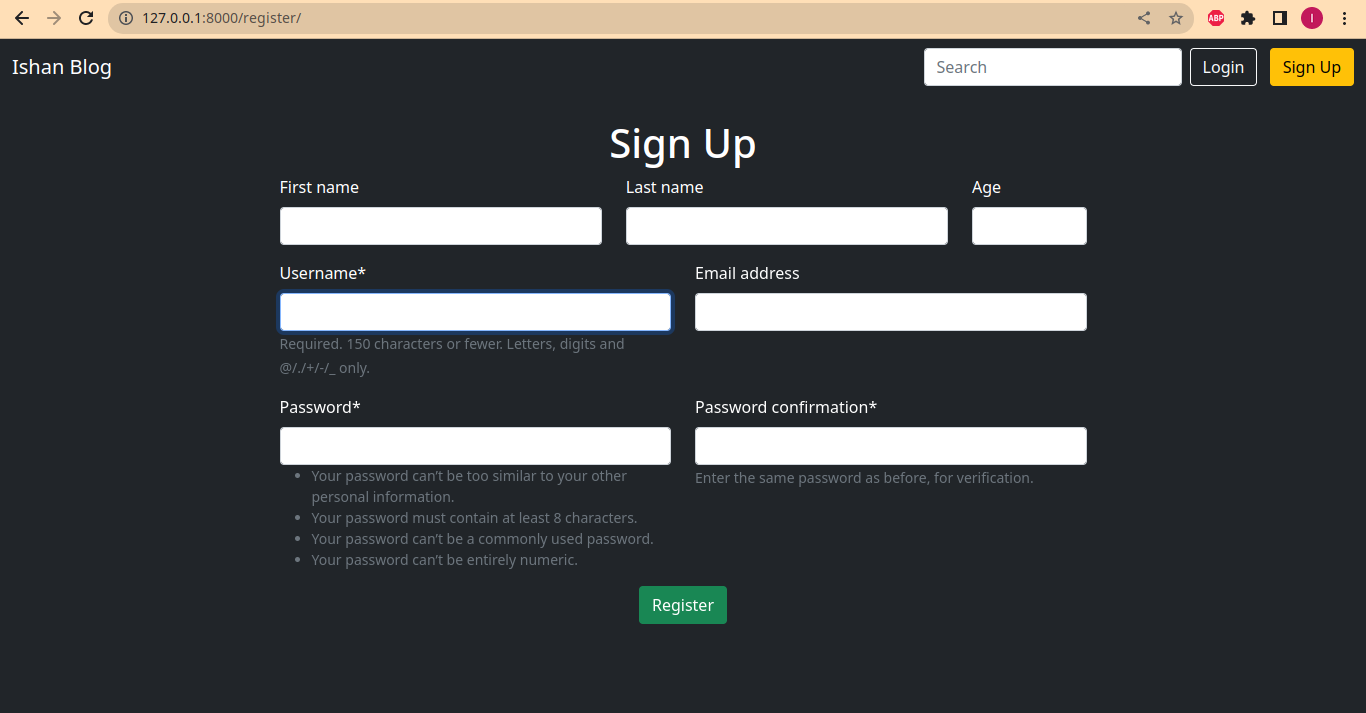 127.0.0.1:8000/register/
ABP
I
Ishan Blog
Search
Login
Sign Up
Sign Up
First name
Last name
Age
Username*
Email address
Required. 150 characters or fewer. Letters, digits and
@/./+/-/_ only.
Password*
Password confirmation*
• Your password can’t be too similar to your other
personal information.
• Your password must contain at least 8 characters.
• Your password can’t be a commonly used password.
• Your password can’t be entirely numeric.
Enter the same password as before, for verification.
Register